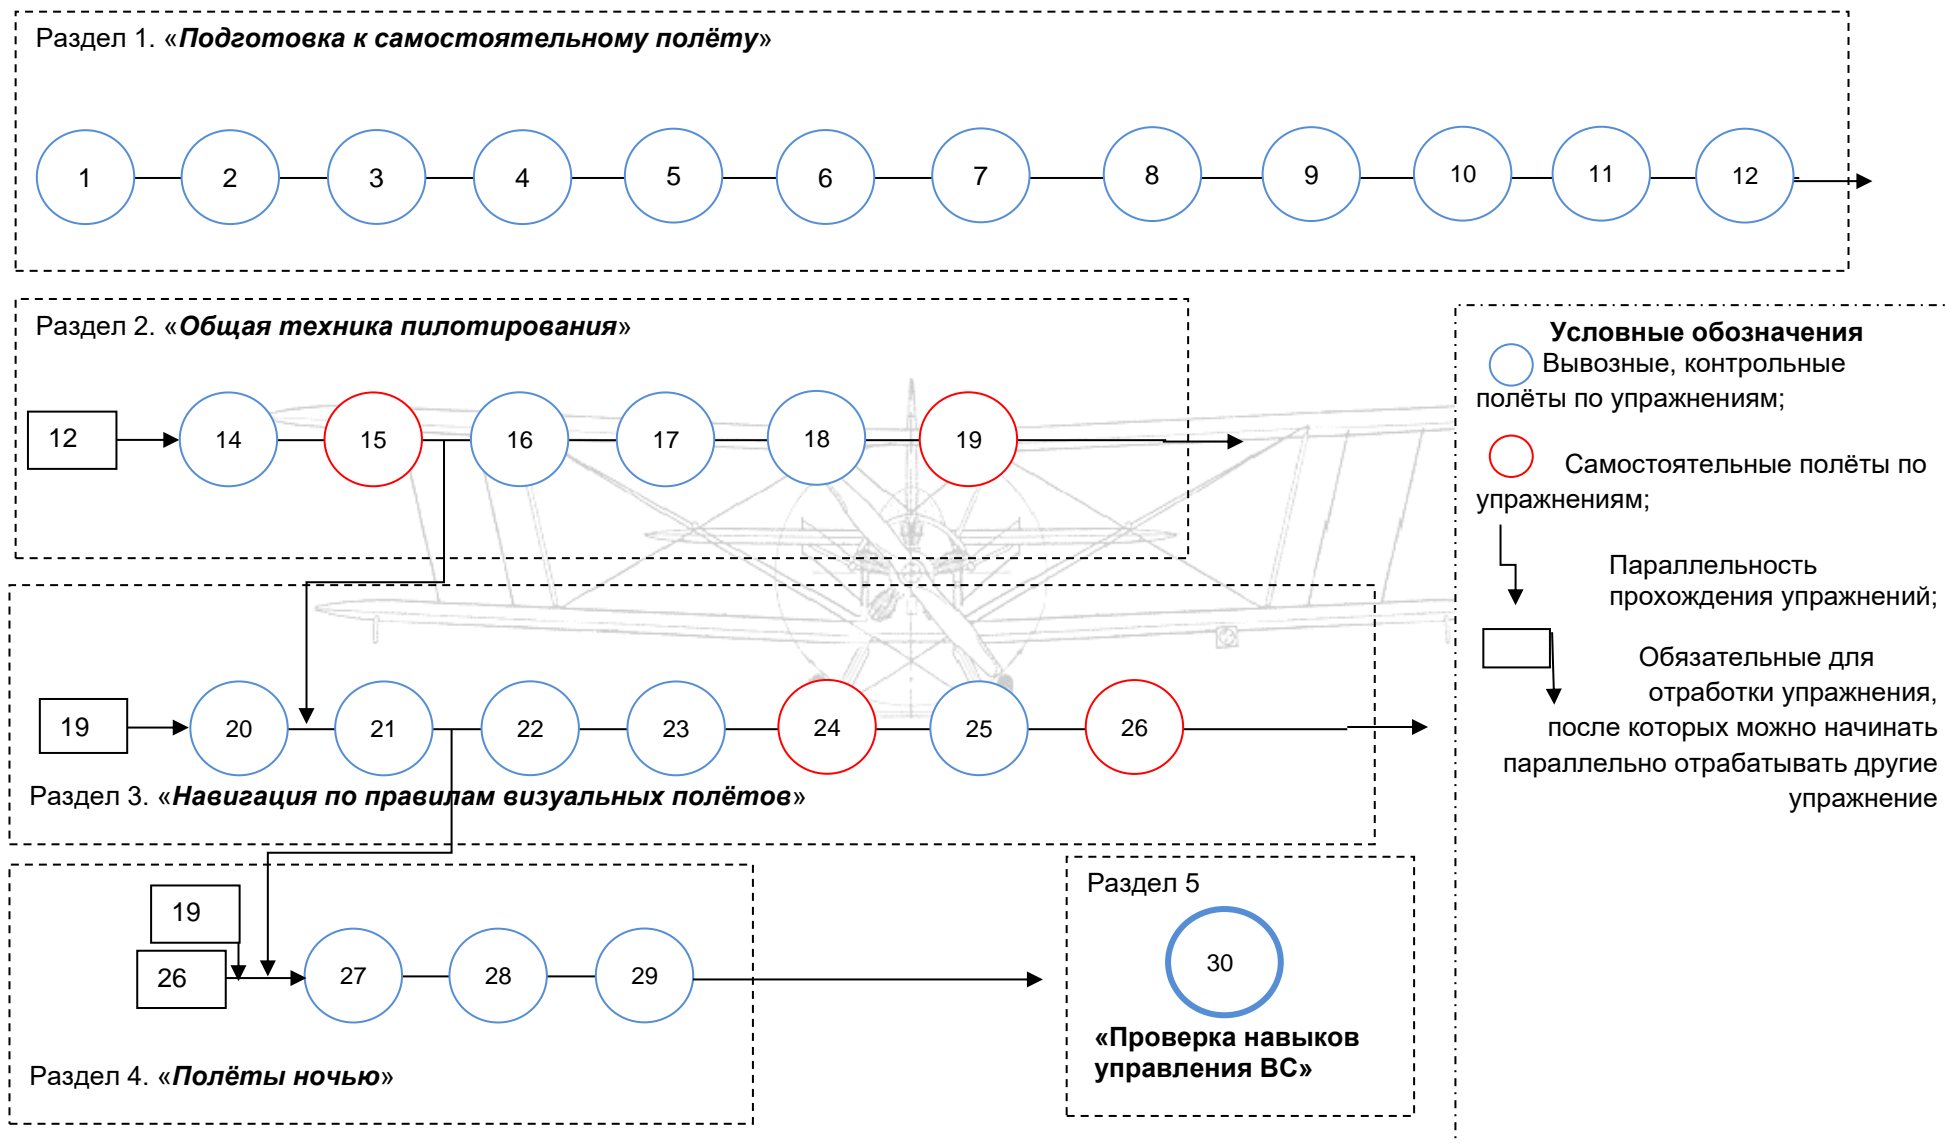 Раздел 1. «Подготовка к самостоятельному полёту»
1 2 3 4 5 6 7 8 9 10 11 12
Раздел 2. «Общая техника пилотирования»
12 14 15 16 17 18 19
Раздел 3. «Навигация по правилам визуальных полётов»
19 20 21 22 23 24 25 26
19
26 27 28 29
Раздел 4. «Полёты ночью»
Раздел 5
30
«Проверка навыков
управления ВС»
Условные обозначения
Вывозные, контрольные
полёты по упражнениям;
Самостоятельные полёты по
упражнениям;
Параллельность
прохождения упражнений;
Обязательные для
отработки упражнения,
после которых можно начинать
параллельно отрабатывать другие
упражнение